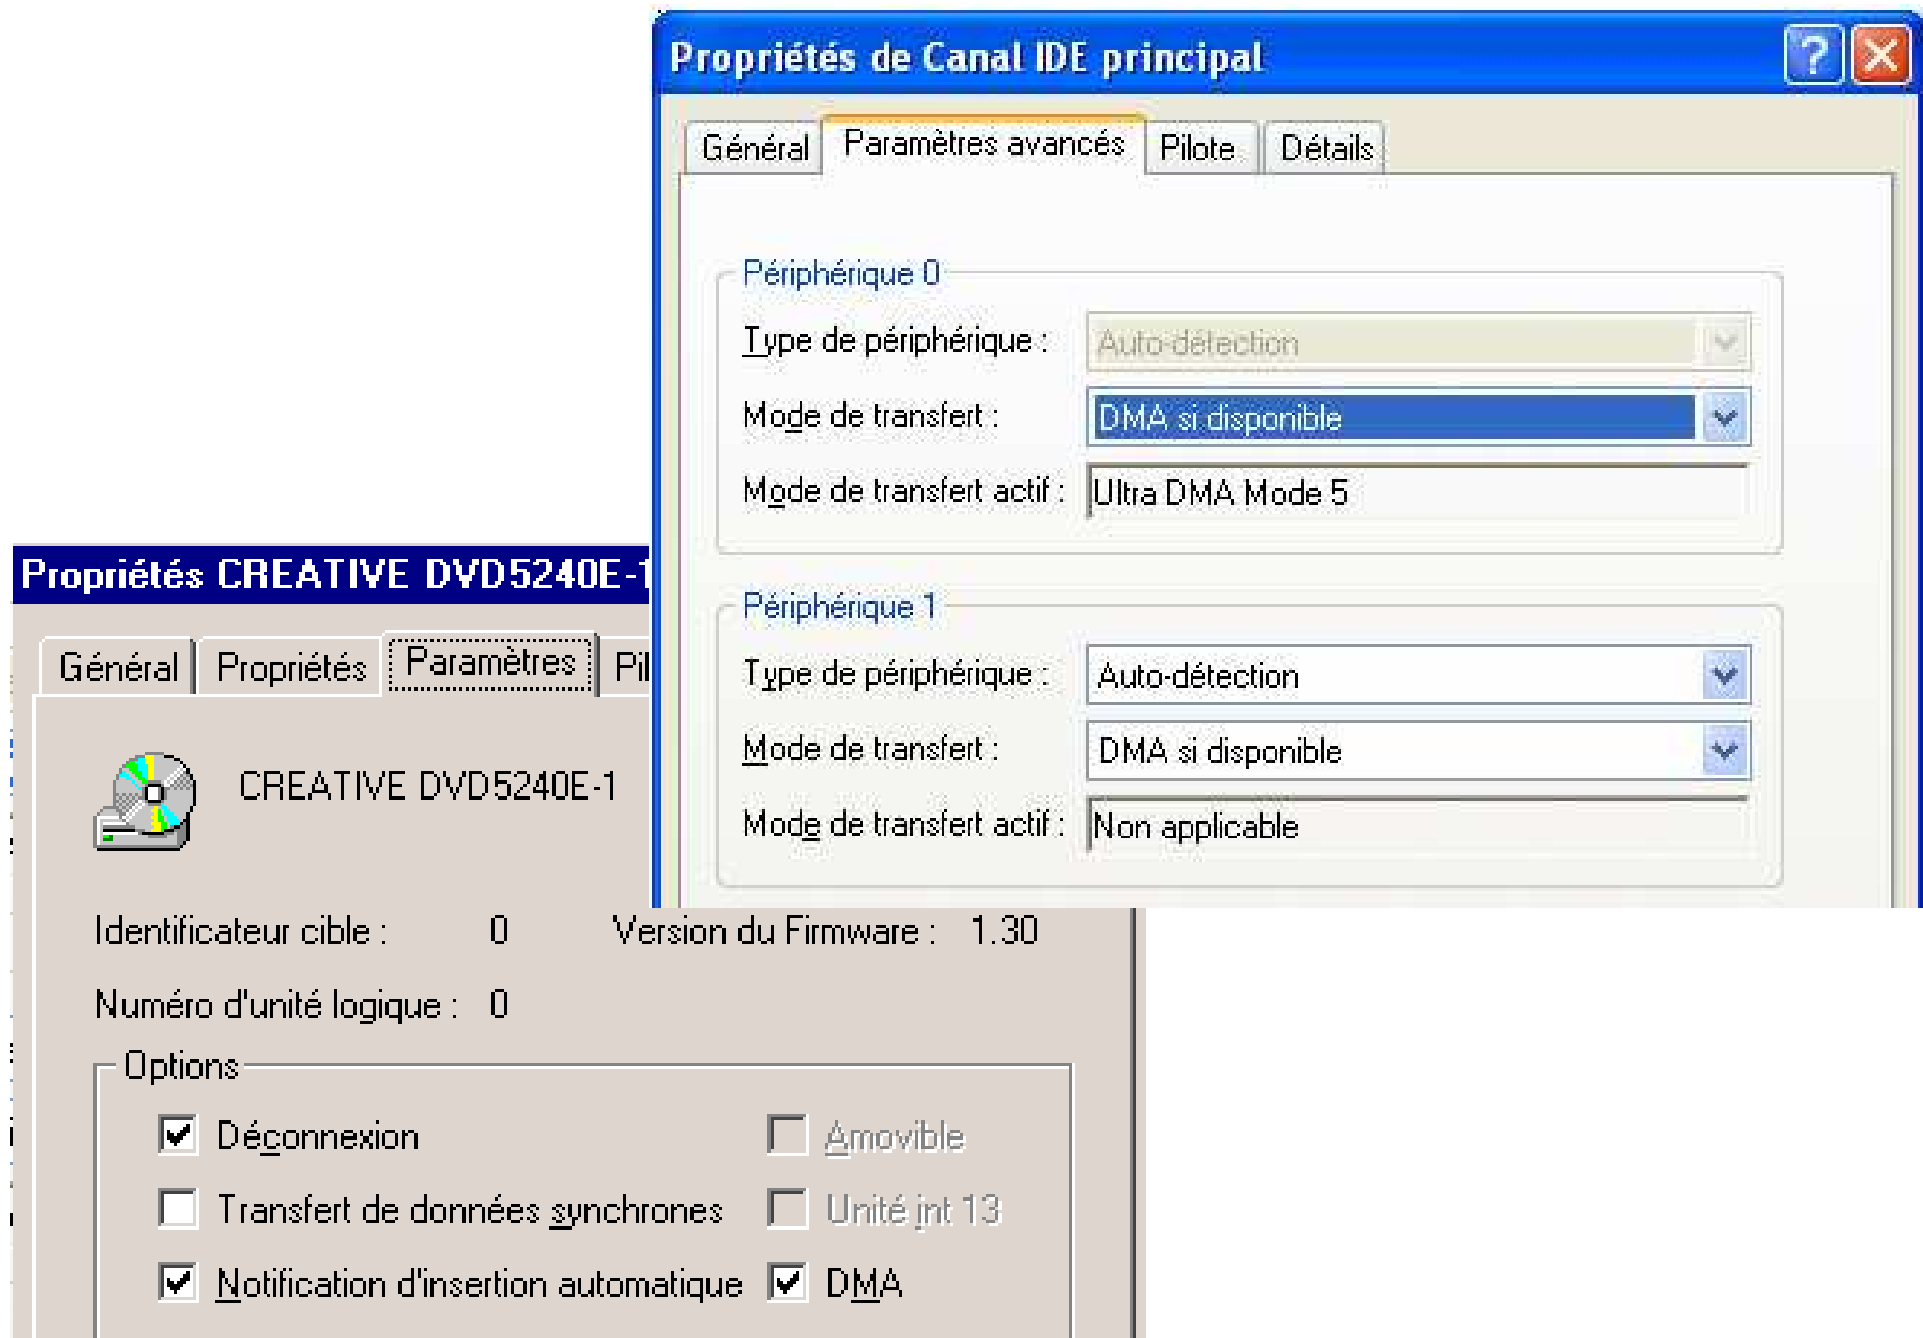 Propriétés de Canal IDE principal
Général Paramètres avancés Pilote Détails
Périphérique 0
Type de périphérique : Auto-détection
Mode de transfert : DMA si disponible
Mode de transfert actif : Ultra DMA Mode 5
Périphérique 1
Type de périphérique : Auto-détection
Mode de transfert : DMA si disponible
Mode de transfert actif : Non applicable
Propriétés CREATIVE DVD5240E-1
Général Propriétés Paramètres Pil
CREATIVE DVD5240E-1
Identificateur cible : 0 Version du Firmware : 1.30
Numéro d'unité logique : 0
Options
Déconnexion Amovible
Transfert de données synchrones Unité int 13
Notification d'insertion automatique DMA